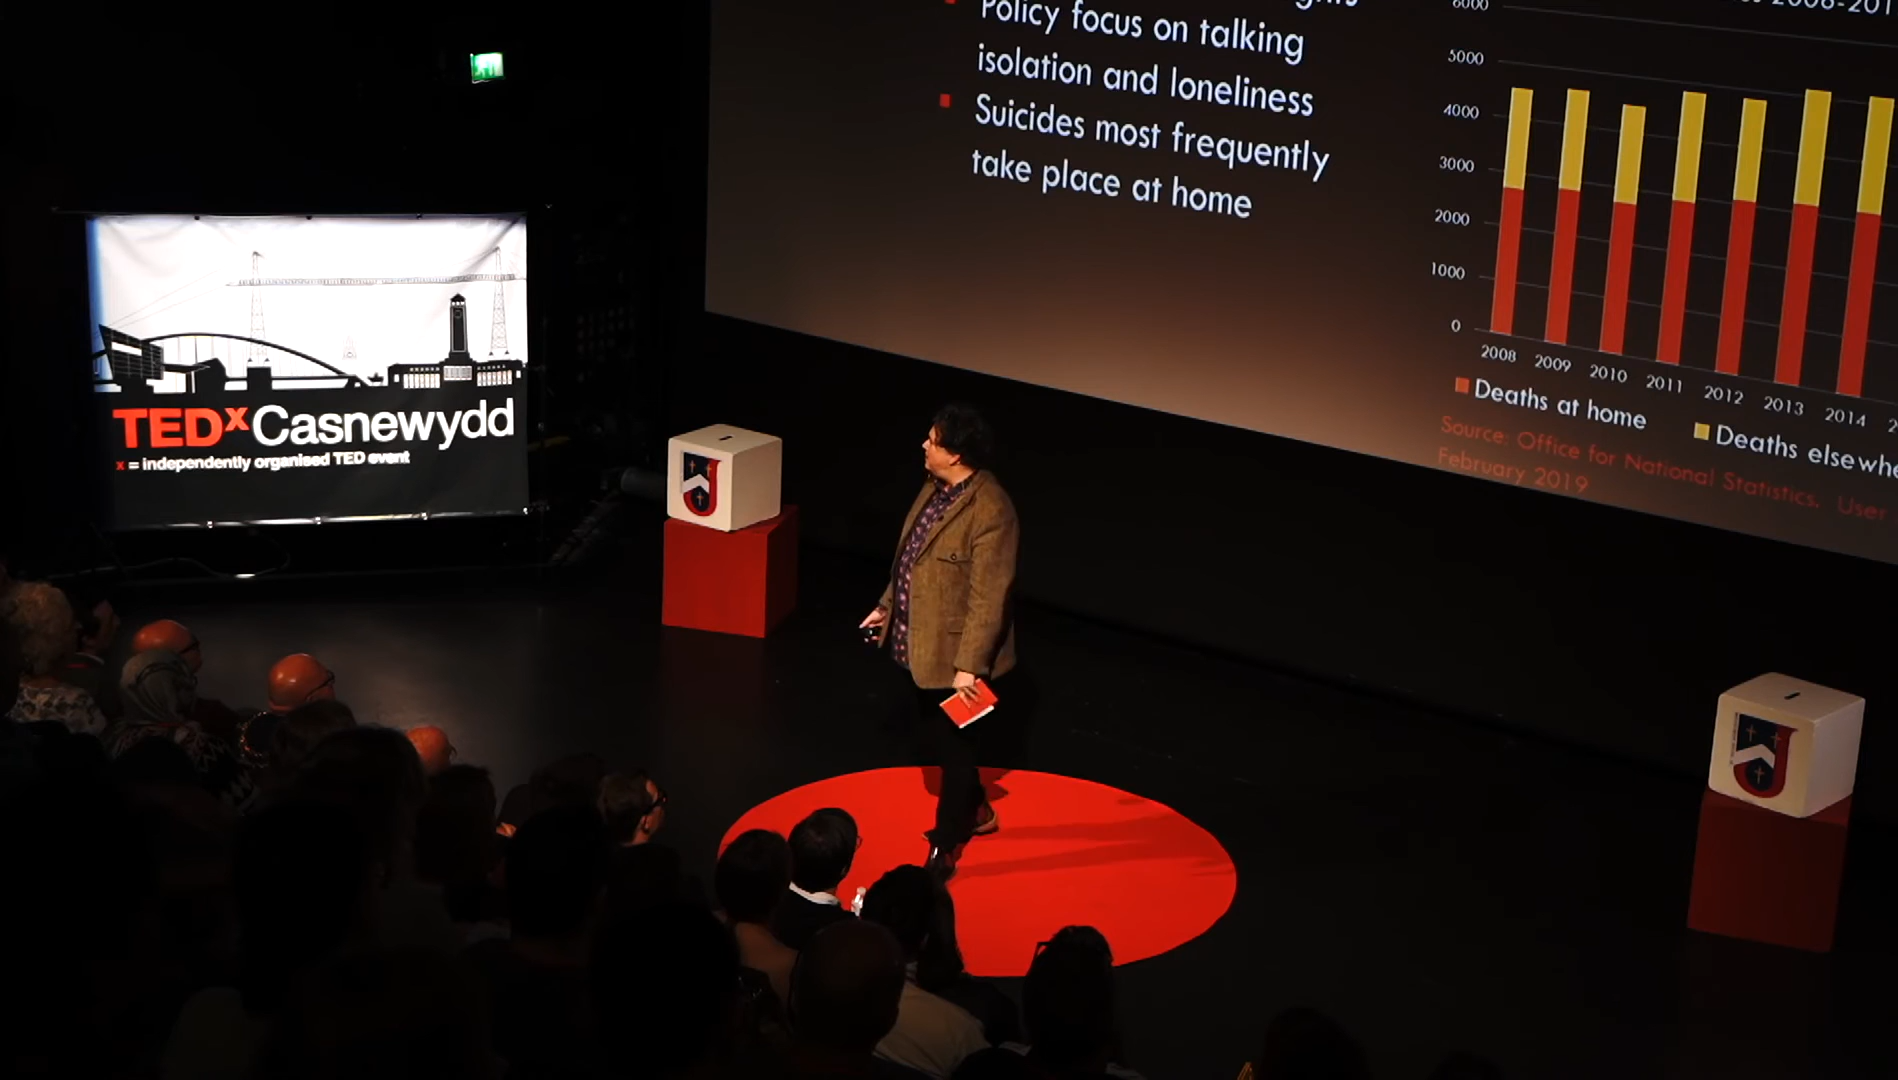 Policy focus on talking
isolation and loneliness
Suicides most frequently
take place at home
6000
5000
4000
3000
2000
1000
0
2008 2009 2010 2011 2012 2013 2014
Deaths at home
Deaths
Source: Office for National Statistics. User
February 2019
TEDxCasnewydd
x = independently organised TED event